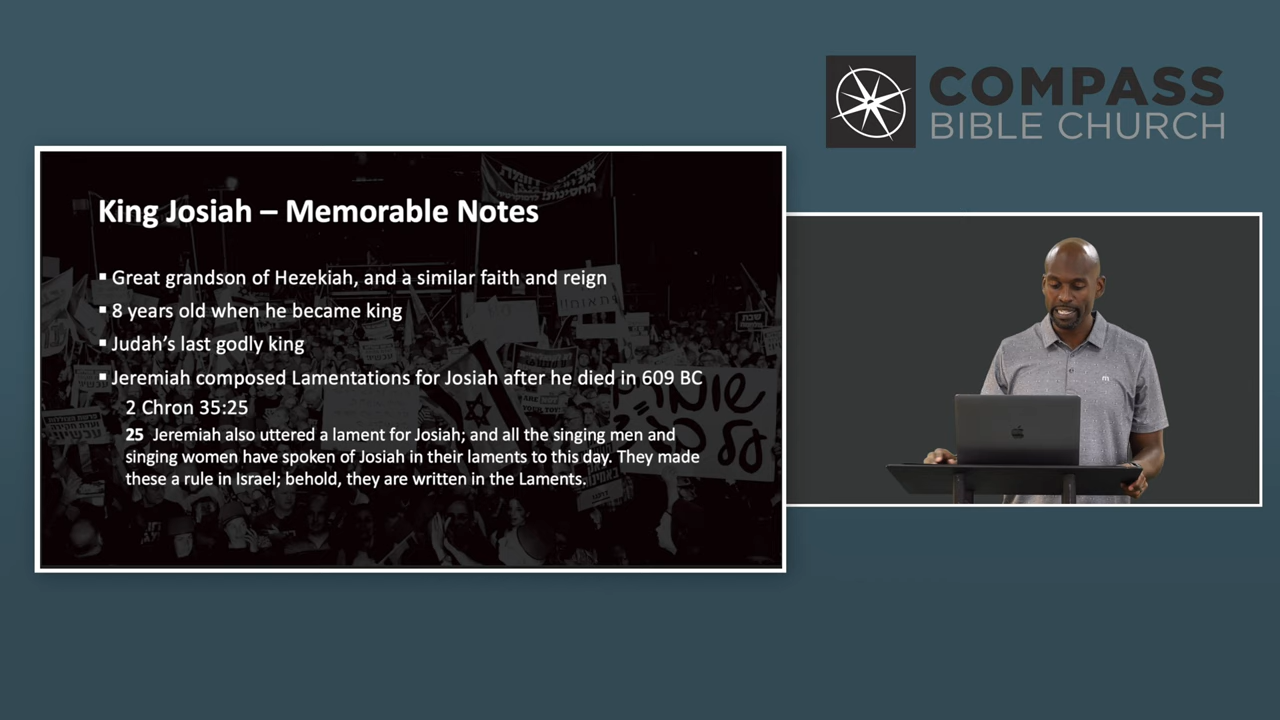 COMPASS
BIBLE CHURCH
King Josiah – Memorable Notes
▪ Great grandson of Hezekiah, and a similar faith and reign
▪ 8 years old when he became king
▪ Judah’s last godly king
▪ Jeremiah composed Lamentations for Josiah after he died in 609 BC
2 Chron 35:25
25 Jeremiah also uttered a lament for Josiah; and all the singing men and
singing women have spoken of Josiah in their laments to this day. They made
these a rule in Israel; behold, they are written in the Laments.
שבת
m